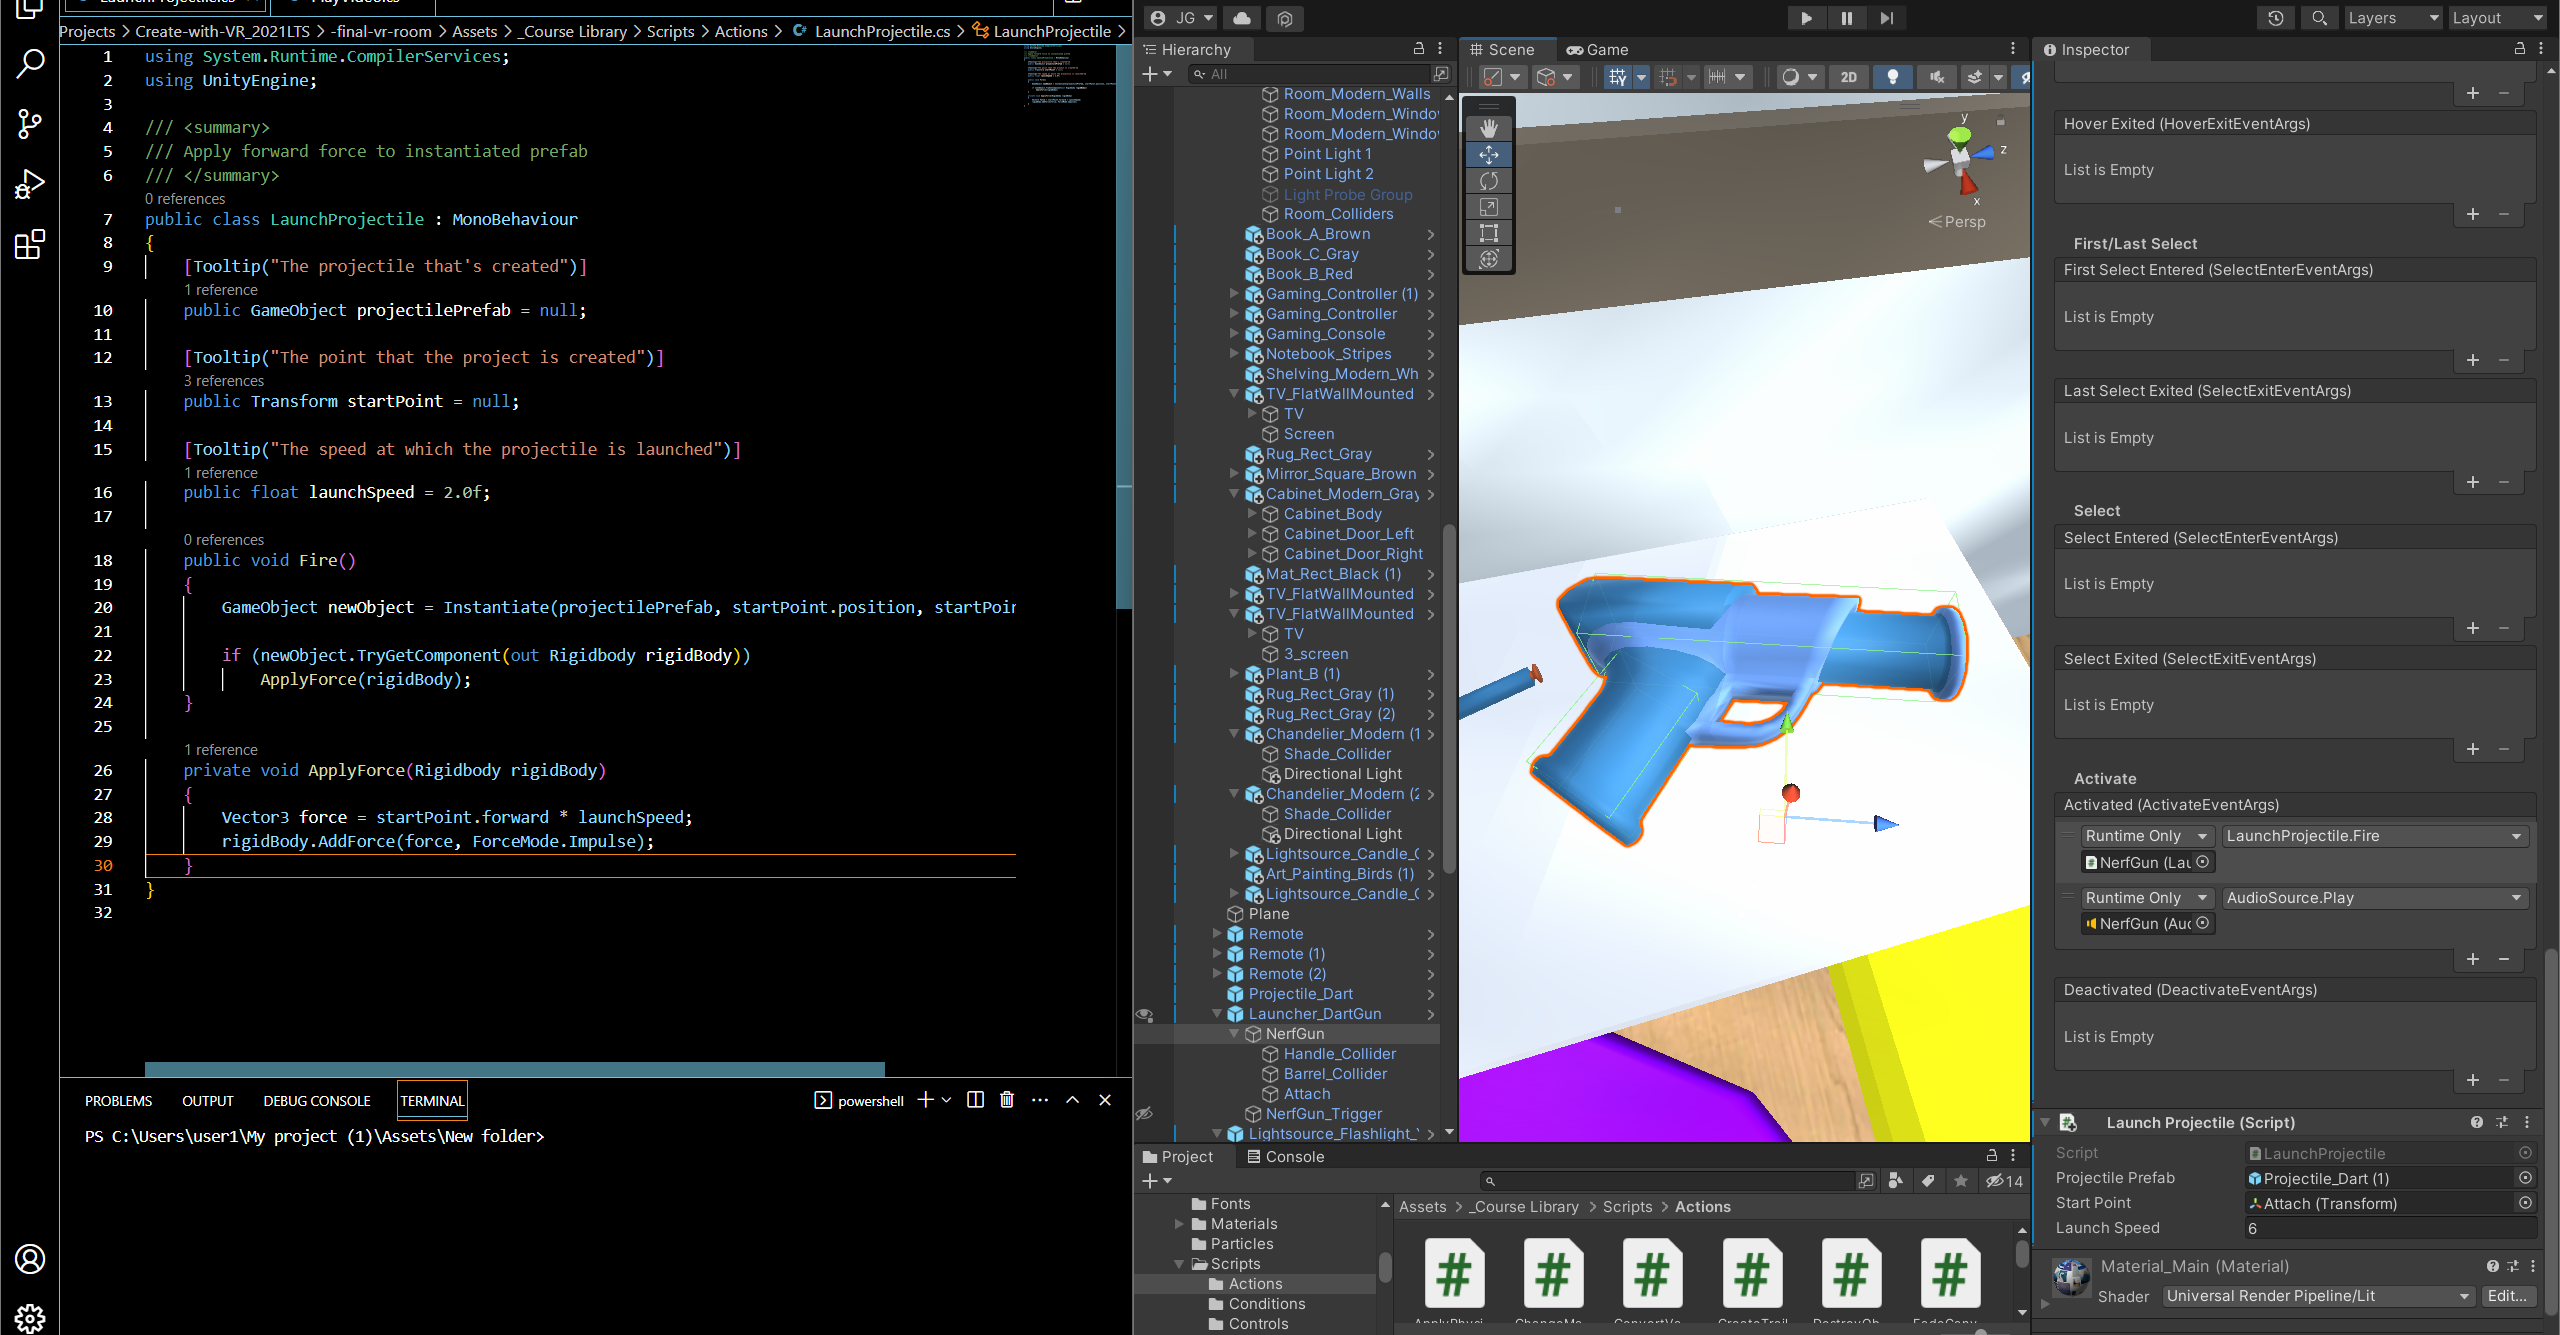 Projects > Create-with-VR_2021LTS > -final-vr-room > Assets > _Course Library > Scripts > Actions > LaunchProjectile.cs > LaunchProjectile >
1 using System.Runtime.CompilerServices;
2 using UnityEngine;
3
4 /// <summary>
5 /// Apply forward force to instantiated prefab
6 /// </summary>
0 references
7 public class LaunchProjectile : MonoBehaviour
8 {
9 [Tooltip("The projectile that's created")]
1 reference
10 public GameObject projectilePrefab = null;
11
12 [Tooltip("The point that the project is created")]
3 references
13 public Transform startPoint = null;
14
15 [Tooltip("The speed at which the projectile is launched")]
1 reference
16 public float launchSpeed = 2.0f;
17
0 references
18 public void Fire()
19 {
20 GameObject newObject = Instantiate(projectilePrefab, startPoint.position, startPoin
21
22 if (newObject.TryGetComponent(out Rigidbody rigidBody))
23 ApplyForce(rigidBody);
24 }
25
1 reference
26 private void ApplyForce(Rigidbody rigidBody)
27 {
28 Vector3 force = startPoint.forward * launchSpeed;
29 rigidBody.AddForce(force, ForceMode.Impulse);
30 }
31 }
32
PROBLEMS OUTPUT DEBUG CONSOLE TERMINAL powershell
PS C:\Users\user1\My project (1)\Assets\New folder>
JG
Layers Layout
Hierarchy
All
Room_Modern_Walls
Room_Modern_Windo
Room_Modern_Windo
Point Light 1
Point Light 2
Light Probe Group
Room_Colliders
Book_A_Brown
Book_C_Gray
Book_B_Red
Gaming_Controller (1)
Gaming_Controller
Gaming_Console
Notebook_Stripes
Shelving_Modern_Wh
TV_FlatWallMounted
TV
Screen
Rug_Rect_Gray
Mirror_Square_Brown
Cabinet_Modern_Gray
Cabinet_Body
Cabinet_Door_Left
Cabinet_Door_Right
Mat_Rect_Black (1)
TV_FlatWallMounted
TV_FlatWallMounted
TV
3_screen
Plant_B (1)
Rug_Rect_Gray (1)
Rug_Rect_Gray (2)
Chandelier_Modern (1
Shade_Collider
Directional Light
Chandelier_Modern (2
Shade_Collider
Directional Light
Lightsource_Candle_
Art_Painting_Birds (1)
Lightsource_Candle_
Plane
Remote
Remote (1)
Remote (2)
Projectile_Dart
Launcher_DartGun
NerfGun
Handle_Collider
Barrel_Collider
Attach
NerfGun_Trigger
Lightsource_Flashlight_
Scene Game
2D
y
z
x
Persp
Project Console
14
Fonts
Materials
Particles
Scripts
Actions
Conditions
Controls
Assets > _Course Library > Scripts > Actions
Inspector
Hover Exited (HoverExitEventArgs)
List is Empty
First/Last Select
First Select Entered (SelectEnterEventArgs)
List is Empty
Last Select Exited (SelectExitEventArgs)
List is Empty
Select
Select Entered (SelectEnterEventArgs)
List is Empty
Select Exited (SelectExitEventArgs)
List is Empty
Activate
Activated (ActivateEventArgs)
Runtime Only LaunchProjectile.Fire
NerfGun (Lau
Runtime Only AudioSource.Play
NerfGun (Aud
Deactivated (DeactivateEventArgs)
List is Empty
Launch Projectile (Script)
Script LaunchProjectile
Projectile Prefab Projectile_Dart (1)
Start Point Attach (Transform)
Launch Speed 6
Material_Main (Material)
Shader Universal Render Pipeline/Lit Edit...